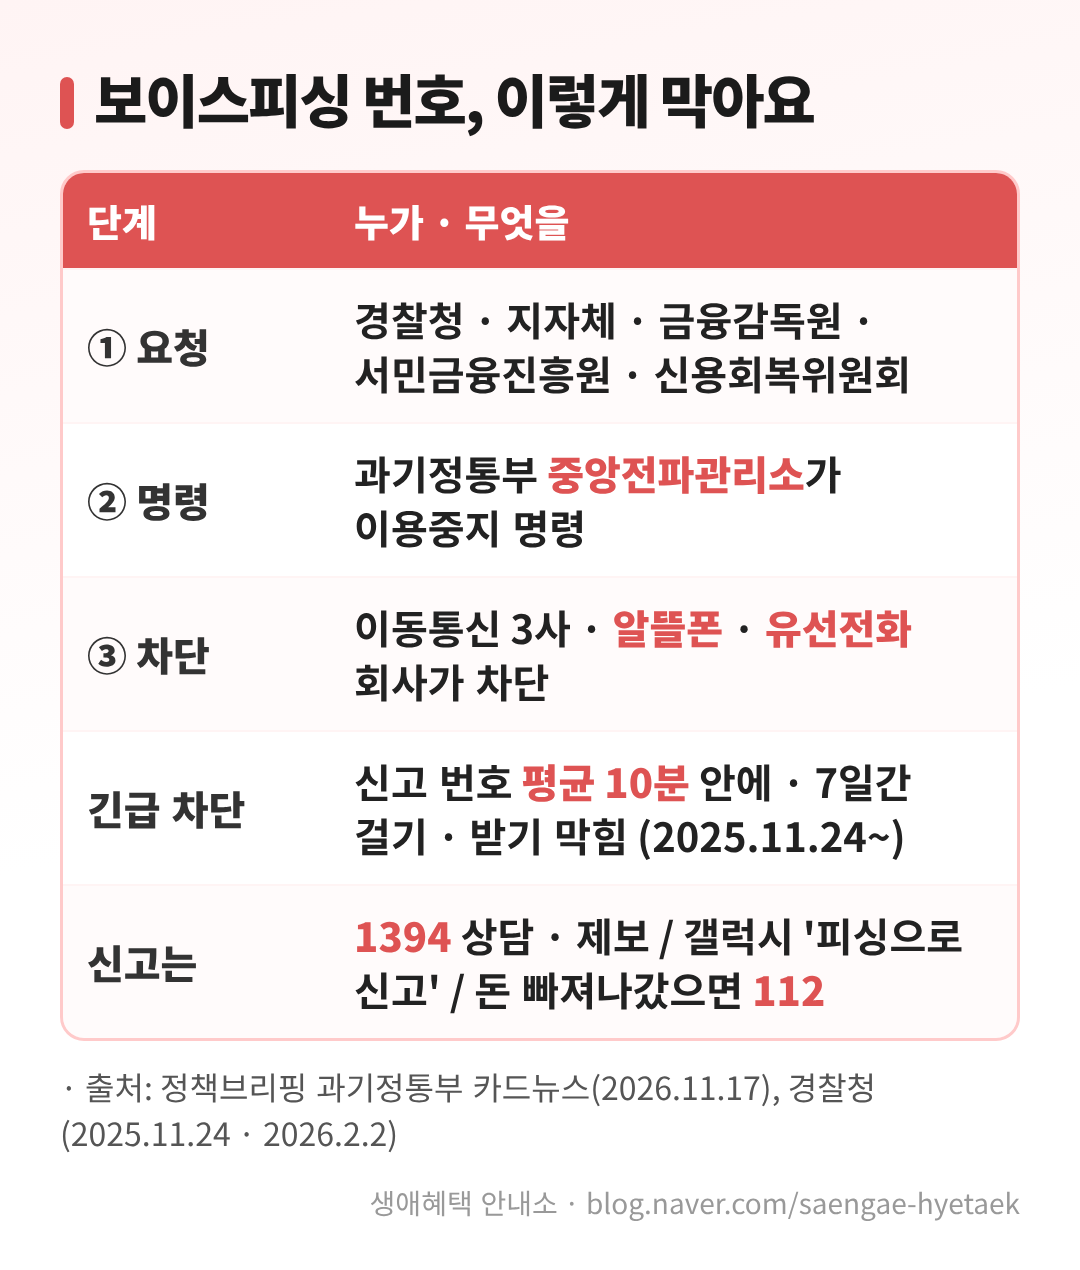 보이스피싱 번호, 이렇게 막아요
단계 누가 · 무엇을
① 요청 경찰청 · 지자체 · 금융감독원 ·
서민금융진흥원 · 신용회복위원회
② 명령 과기정통부 중앙전파관리소가
이용중지 명령
③ 차단 이동통신 3사 · 알뜰폰 · 유선전화
회사가 차단
긴급 차단 신고 번호 평균 10분 안에 · 7일간
걸기 · 받기 막힘 (2025.11.24~)
신고는 1394 상담 · 제보 / 갤럭시 '피싱으로
신고' / 돈 빠져나갔으면 112
· 출처: 정책브리핑 과기정통부 카드뉴스(2026.11.17), 경찰청
(2025.11.24 · 2026.2.2)
생애혜택 안내소 · blog.naver.com/saengae-hyetaek